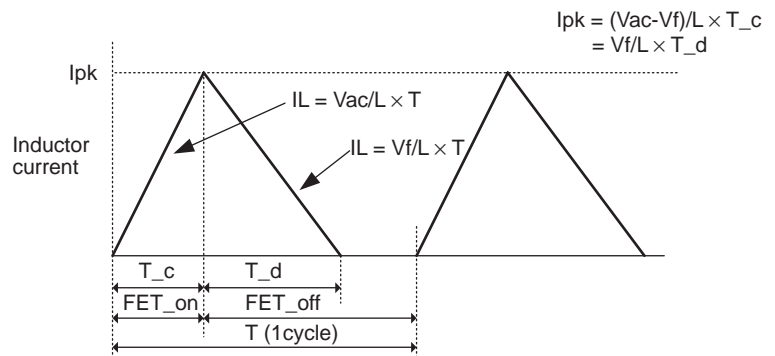 Ipk = (Vac-Vf)/L × T_c
= Vf/L × T_d
Ipk
IL = Vac/L × T
IL = Vf/L × T
Inductor
current
T_c
T_d
FET_on
FET_off
T (1cycle)